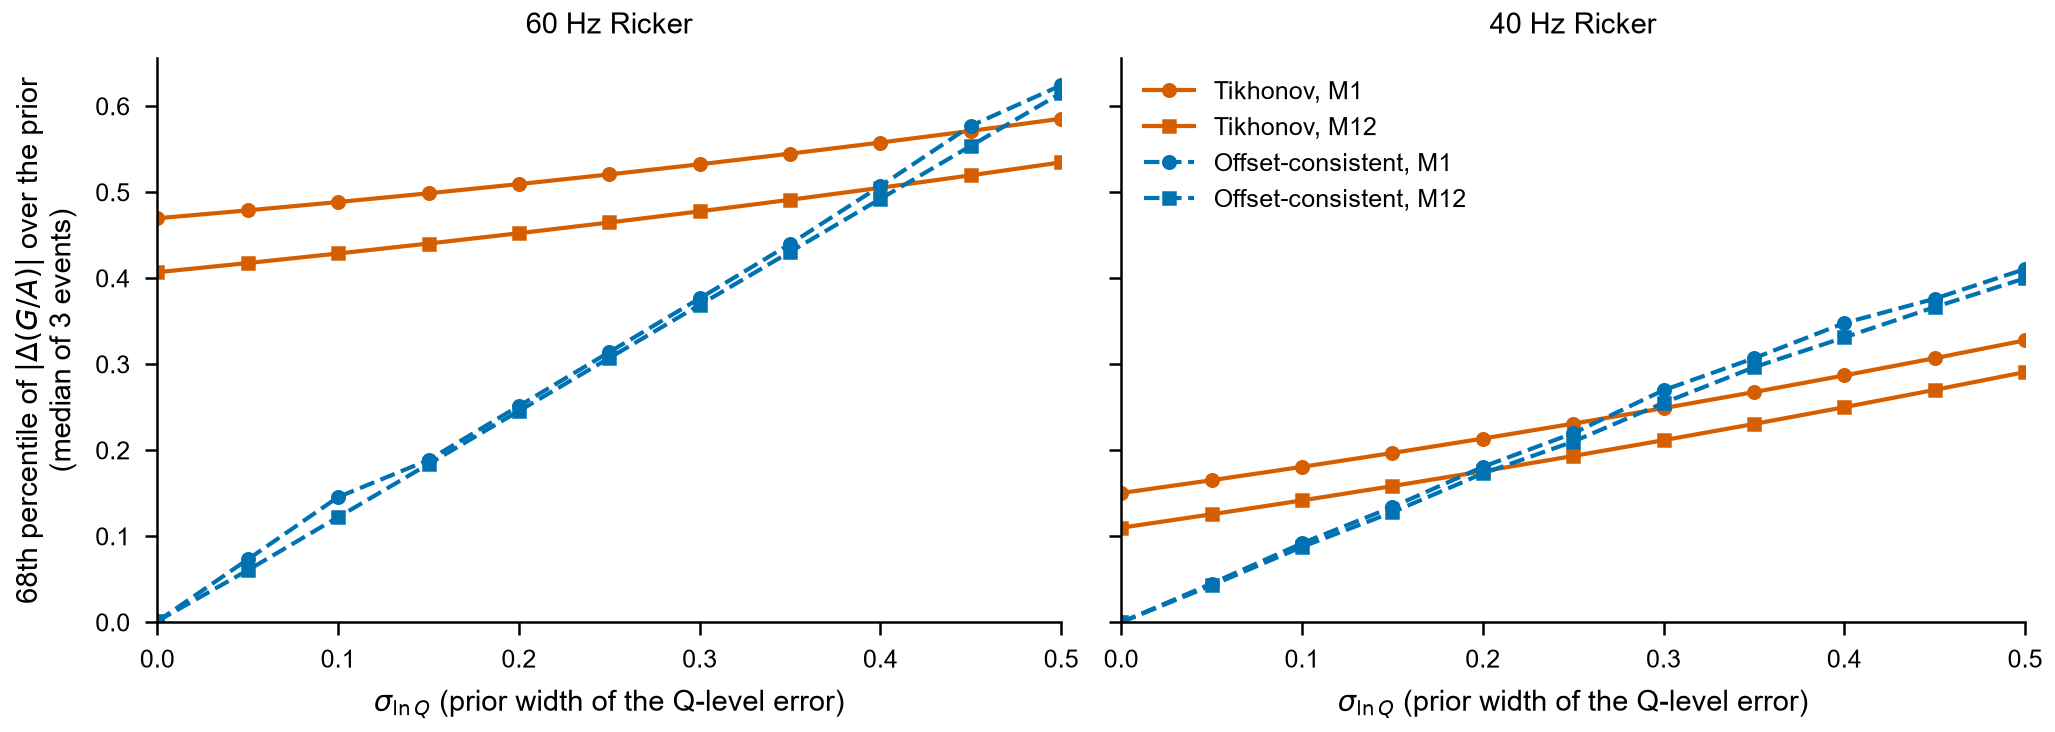 60 Hz Ricker
40 Hz Ricker
68th percentile of |Δ(G/A)| over the prior
(median of 3 events)
0.6
0.5
0.4
0.3
0.2
0.1
0.0
0.0 0.1 0.2 0.3 0.4 0.5
σ_ln Q (prior width of the Q-level error)
Tikhonov, M1
Tikhonov, M12
Offset-consistent, M1
Offset-consistent, M12
0.0 0.1 0.2 0.3 0.4 0.5
σ_ln Q (prior width of the Q-level error)